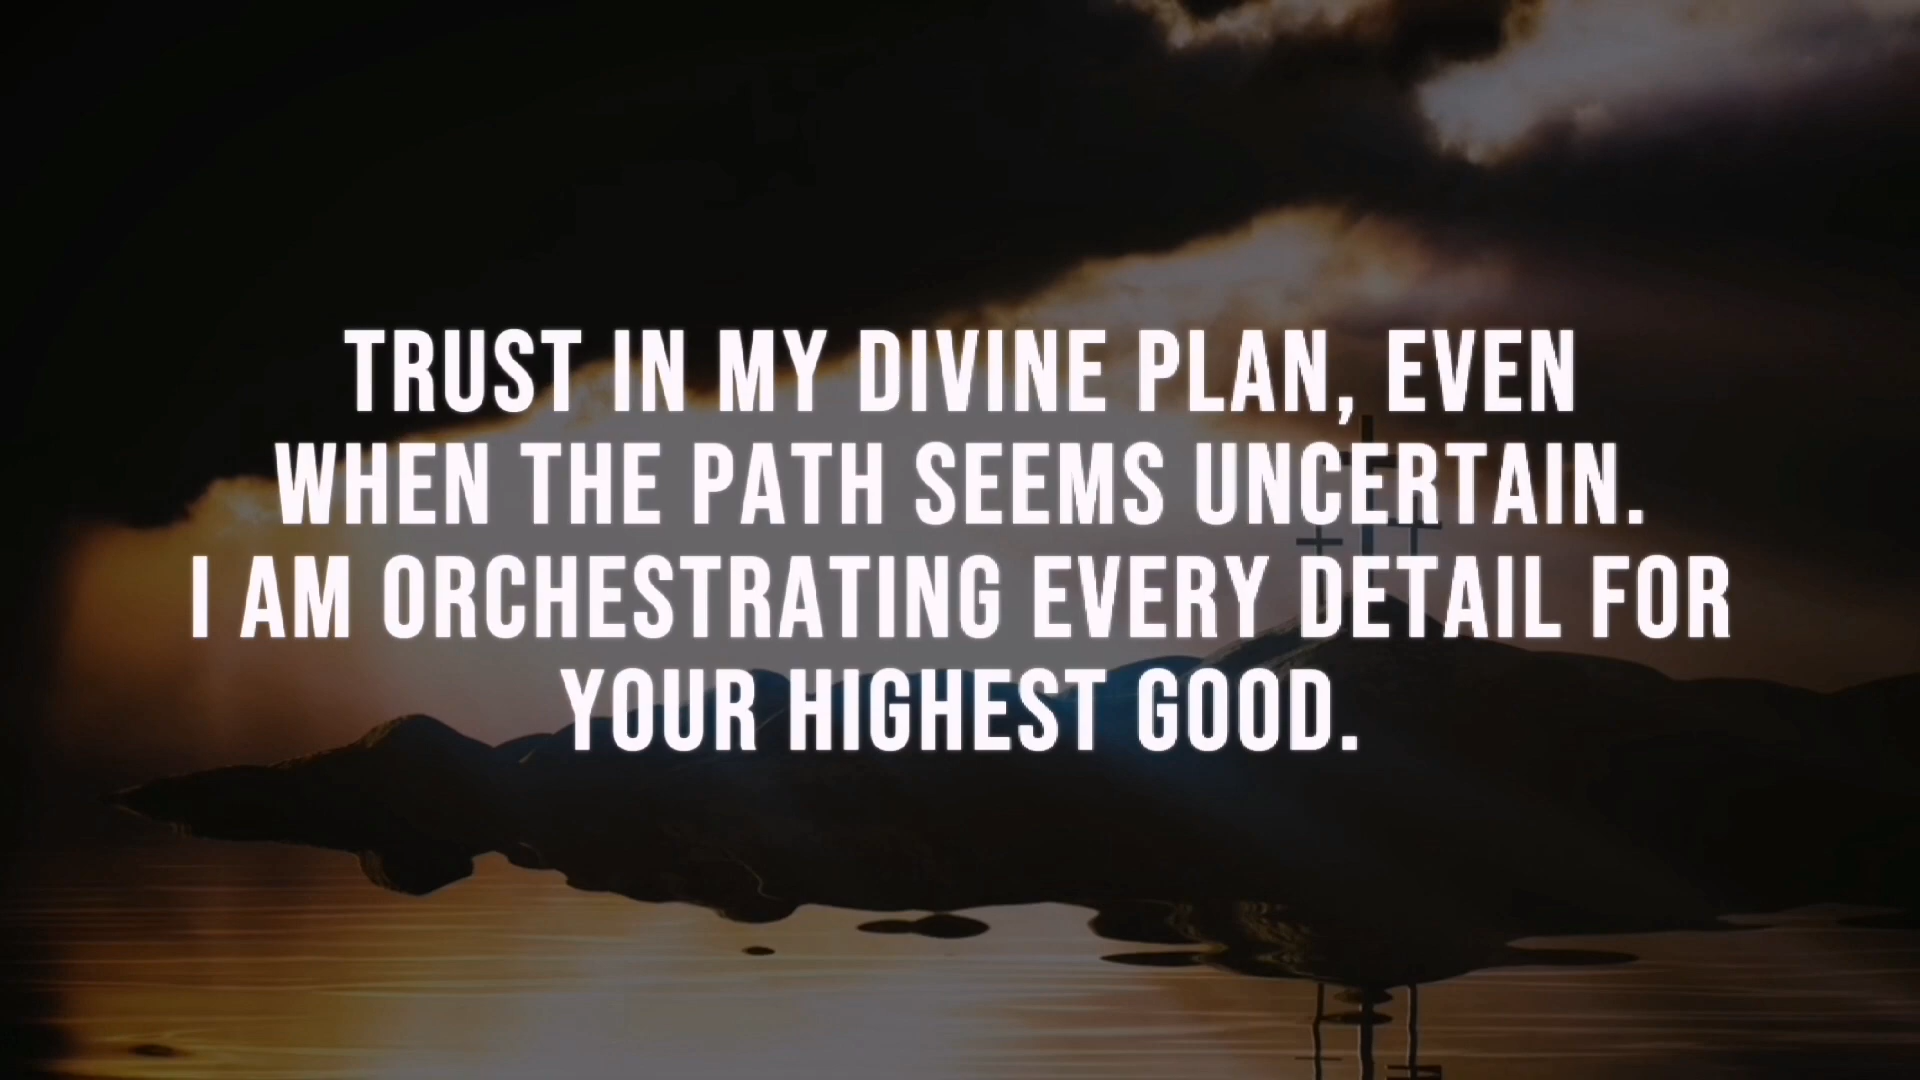 TRUST IN MY DIVINE PLAN, EVEN
WHEN THE PATH SEEMS UNCERTAIN.
I AM ORCHESTRATING EVERY DETAIL FOR
YOUR HIGHEST GOOD.